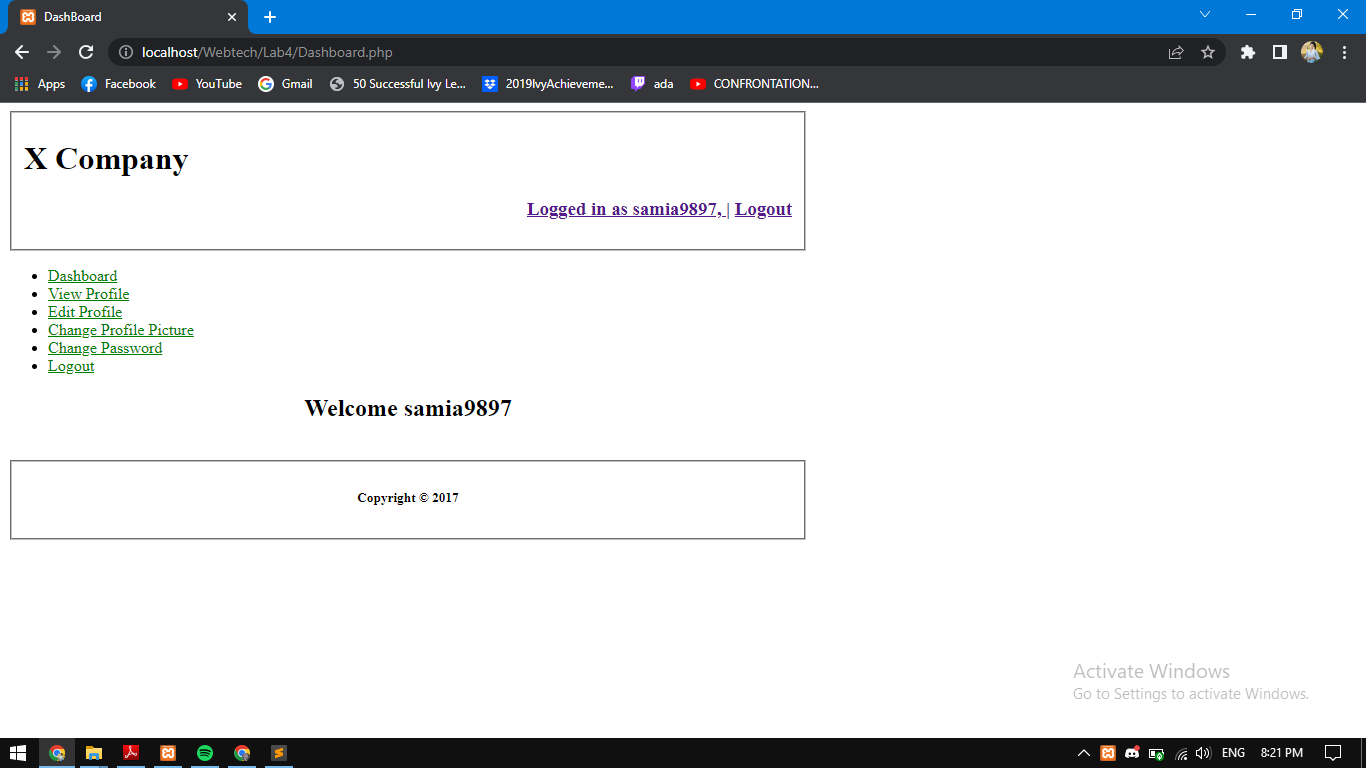 DashBoard
localhost/Webtech/Lab4/Dashboard.php
Apps Facebook YouTube Gmail 50 Successful Ivy Le... 2019IvyAchieveme... ada CONFRONTATION...
X Company
Logged in as samia9897, | Logout
Dashboard
View Profile
Edit Profile
Change Profile Picture
Change Password
Logout
Welcome samia9897
Copyright © 2017
Activate Windows
Go to Settings to activate Windows.
ENG 8:21 PM